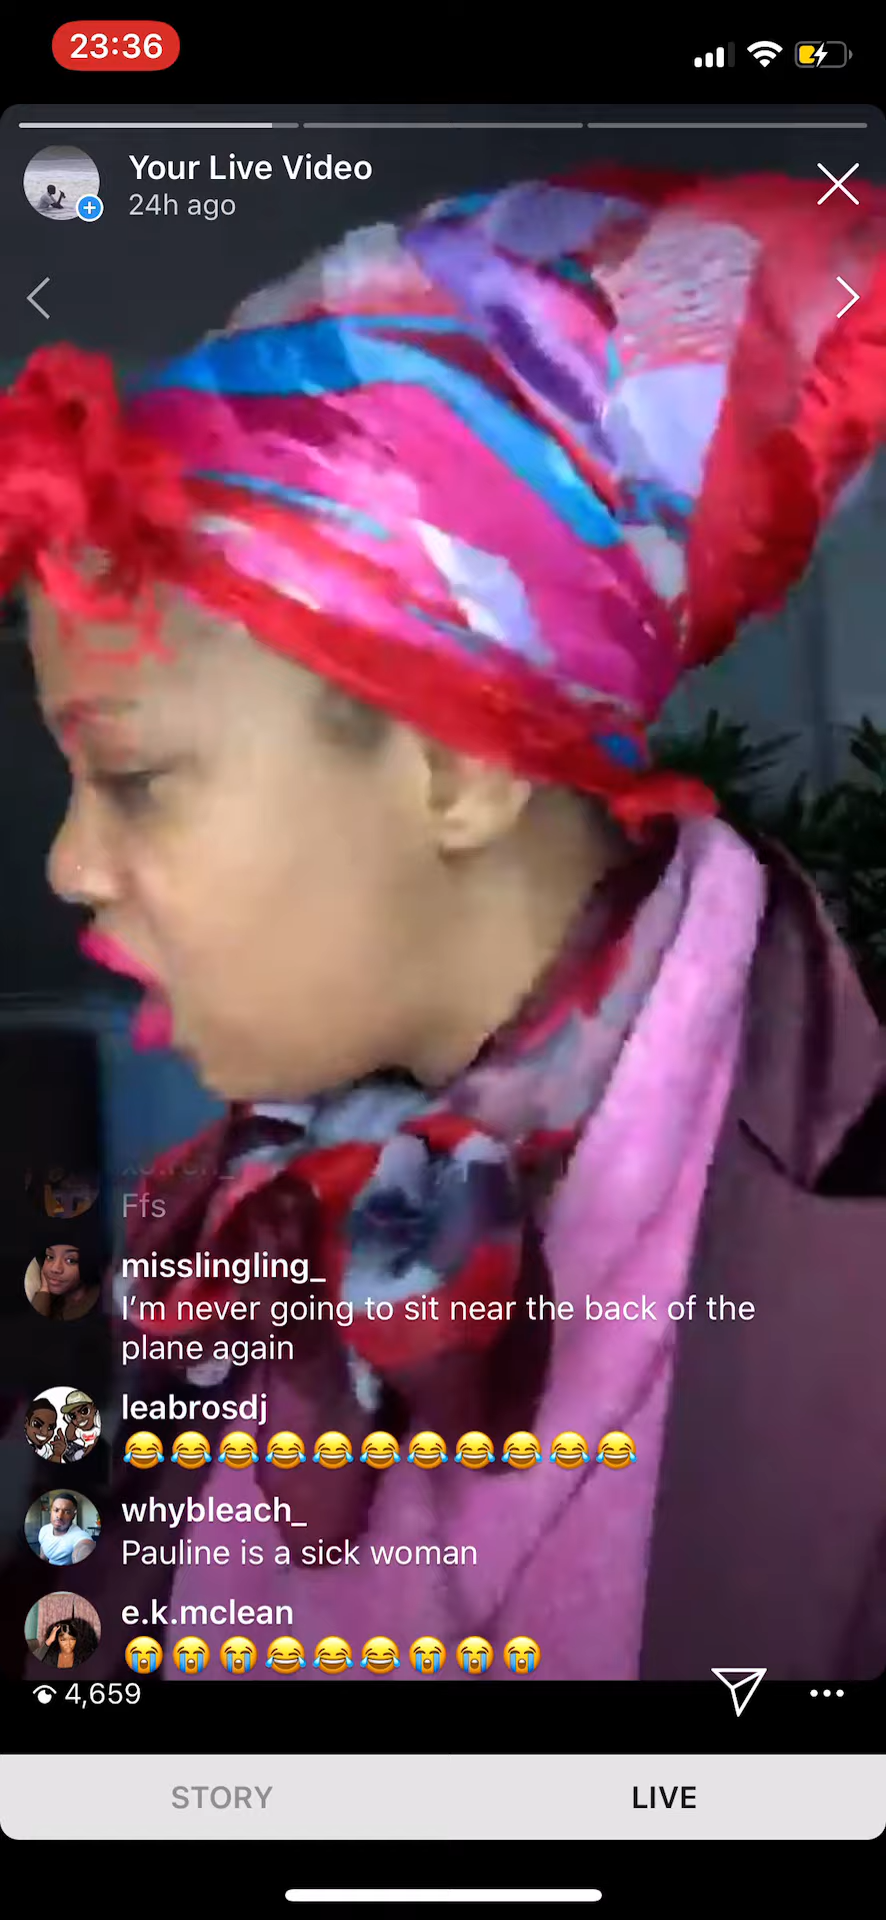 23:36
Your Live Video
24h ago
Ffs
misslingling_
I'm never going to sit near the back of the
plane again
leabrosdj
😂😂😂😂😂😂😂😂😂😂😂
whybleach_
Pauline is a sick woman
e.k.mclean
😭😭😭😂😂😂😭😭😭
4,659
STORY
LIVE